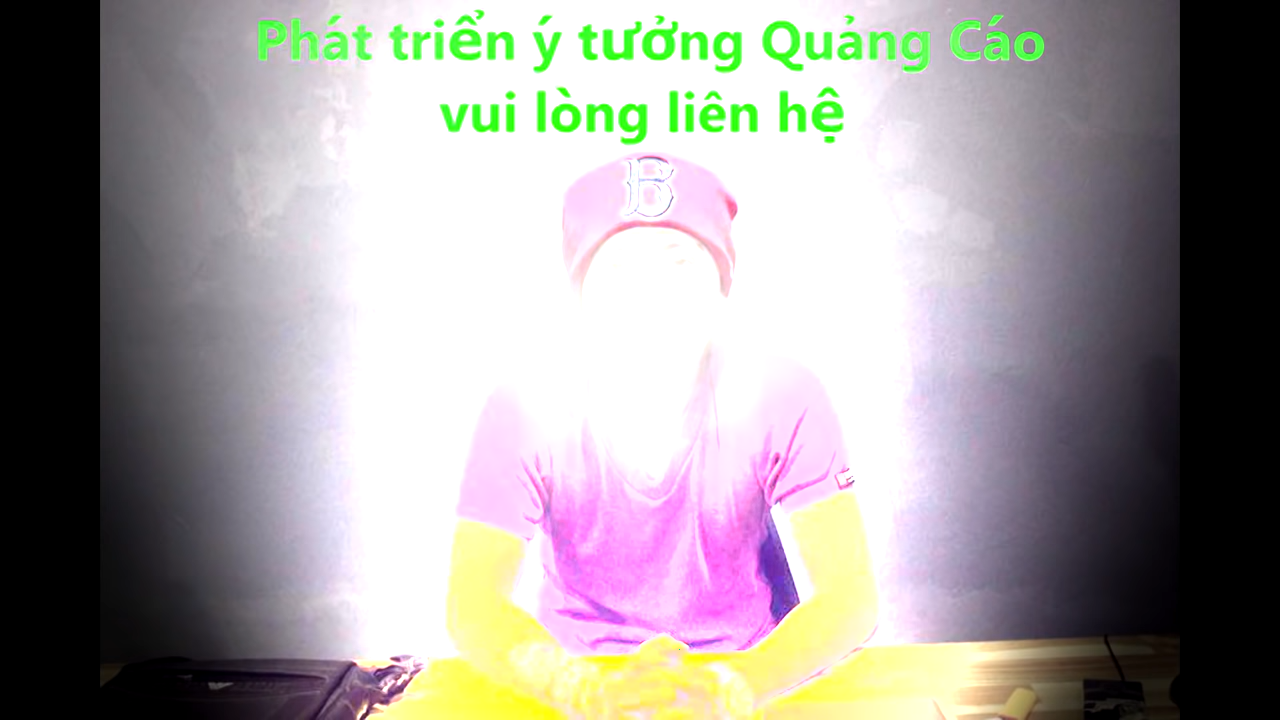 Phát triển ý tưởng Quảng Cáo
vui lòng liên hệ
B